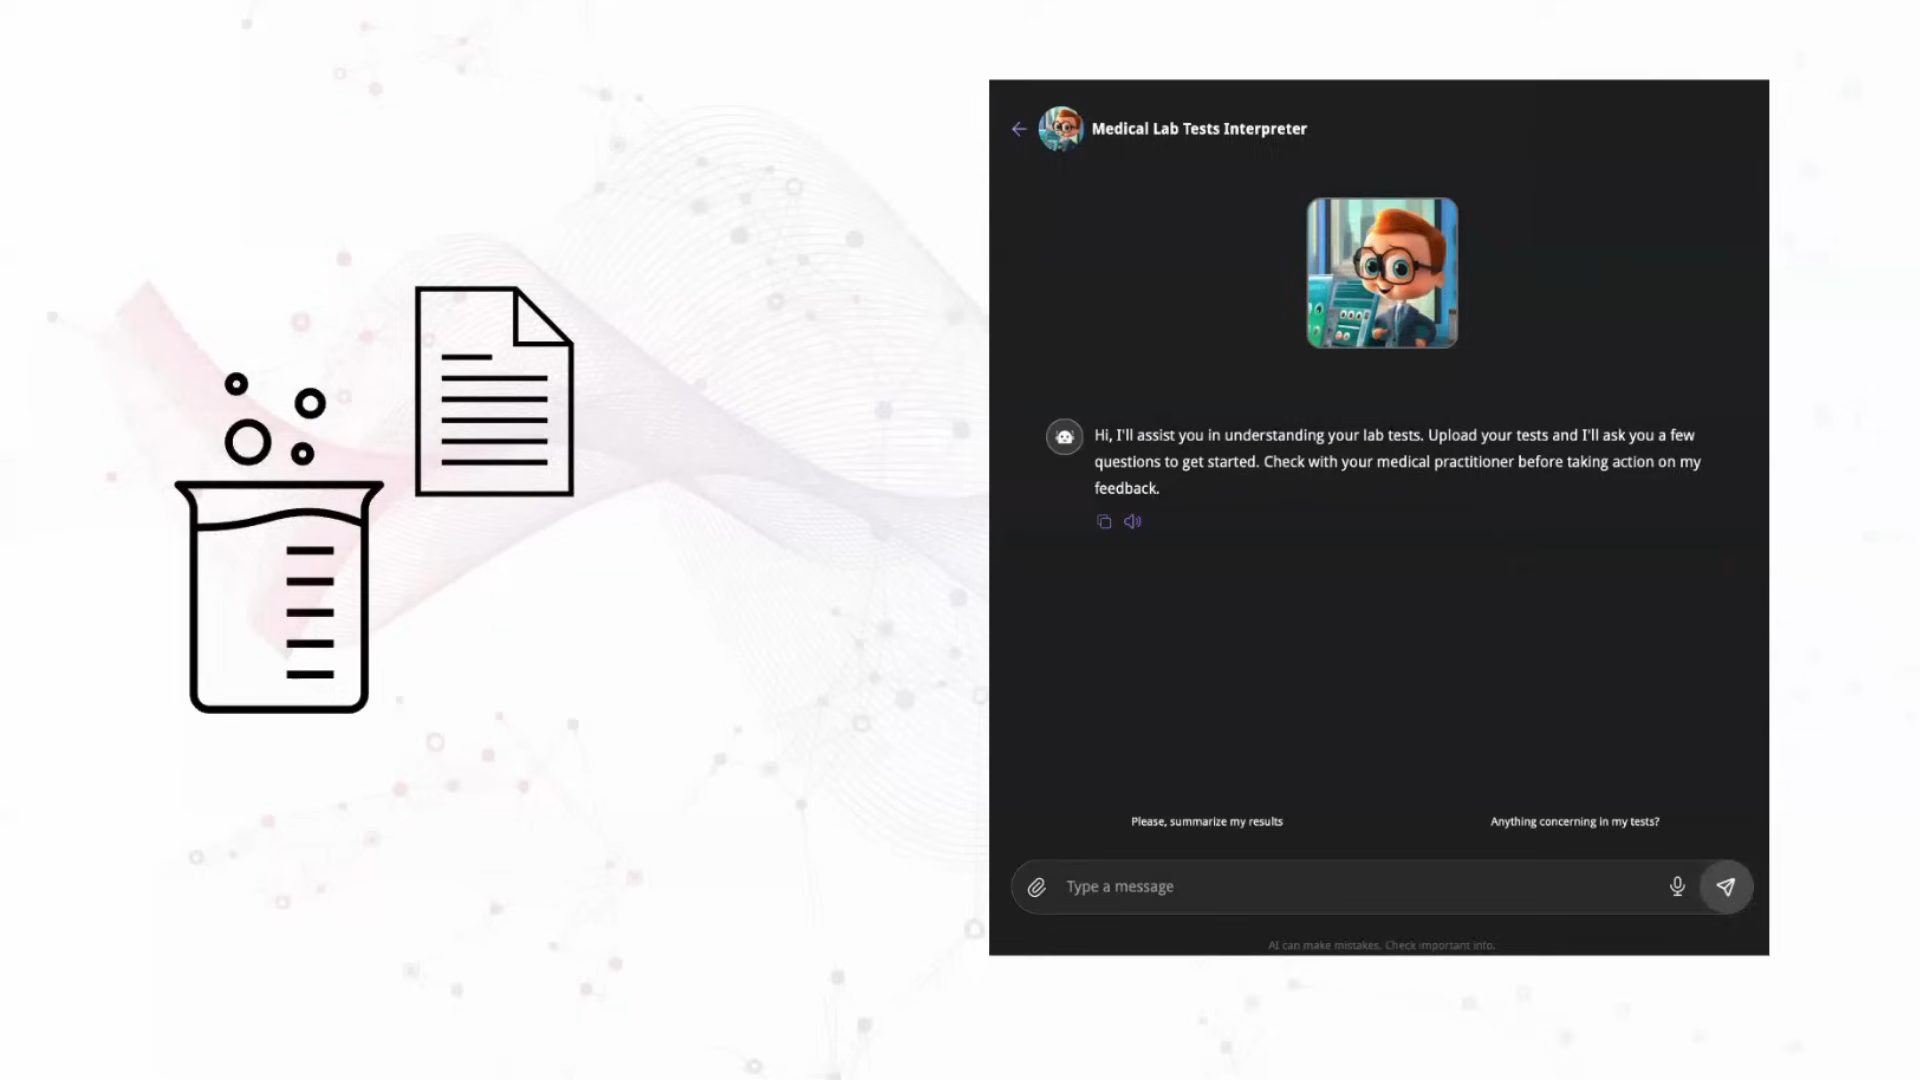 Medical Lab Tests Interpreter
Hi, I'll assist you in understanding your lab tests. Upload your tests and I'll ask you a few
questions to get started. Check with your medical practitioner before taking action on my
feedback.
Please, summarize my results
Anything concerning in my tests?
Type a message
AI can make mistakes. Check important info.